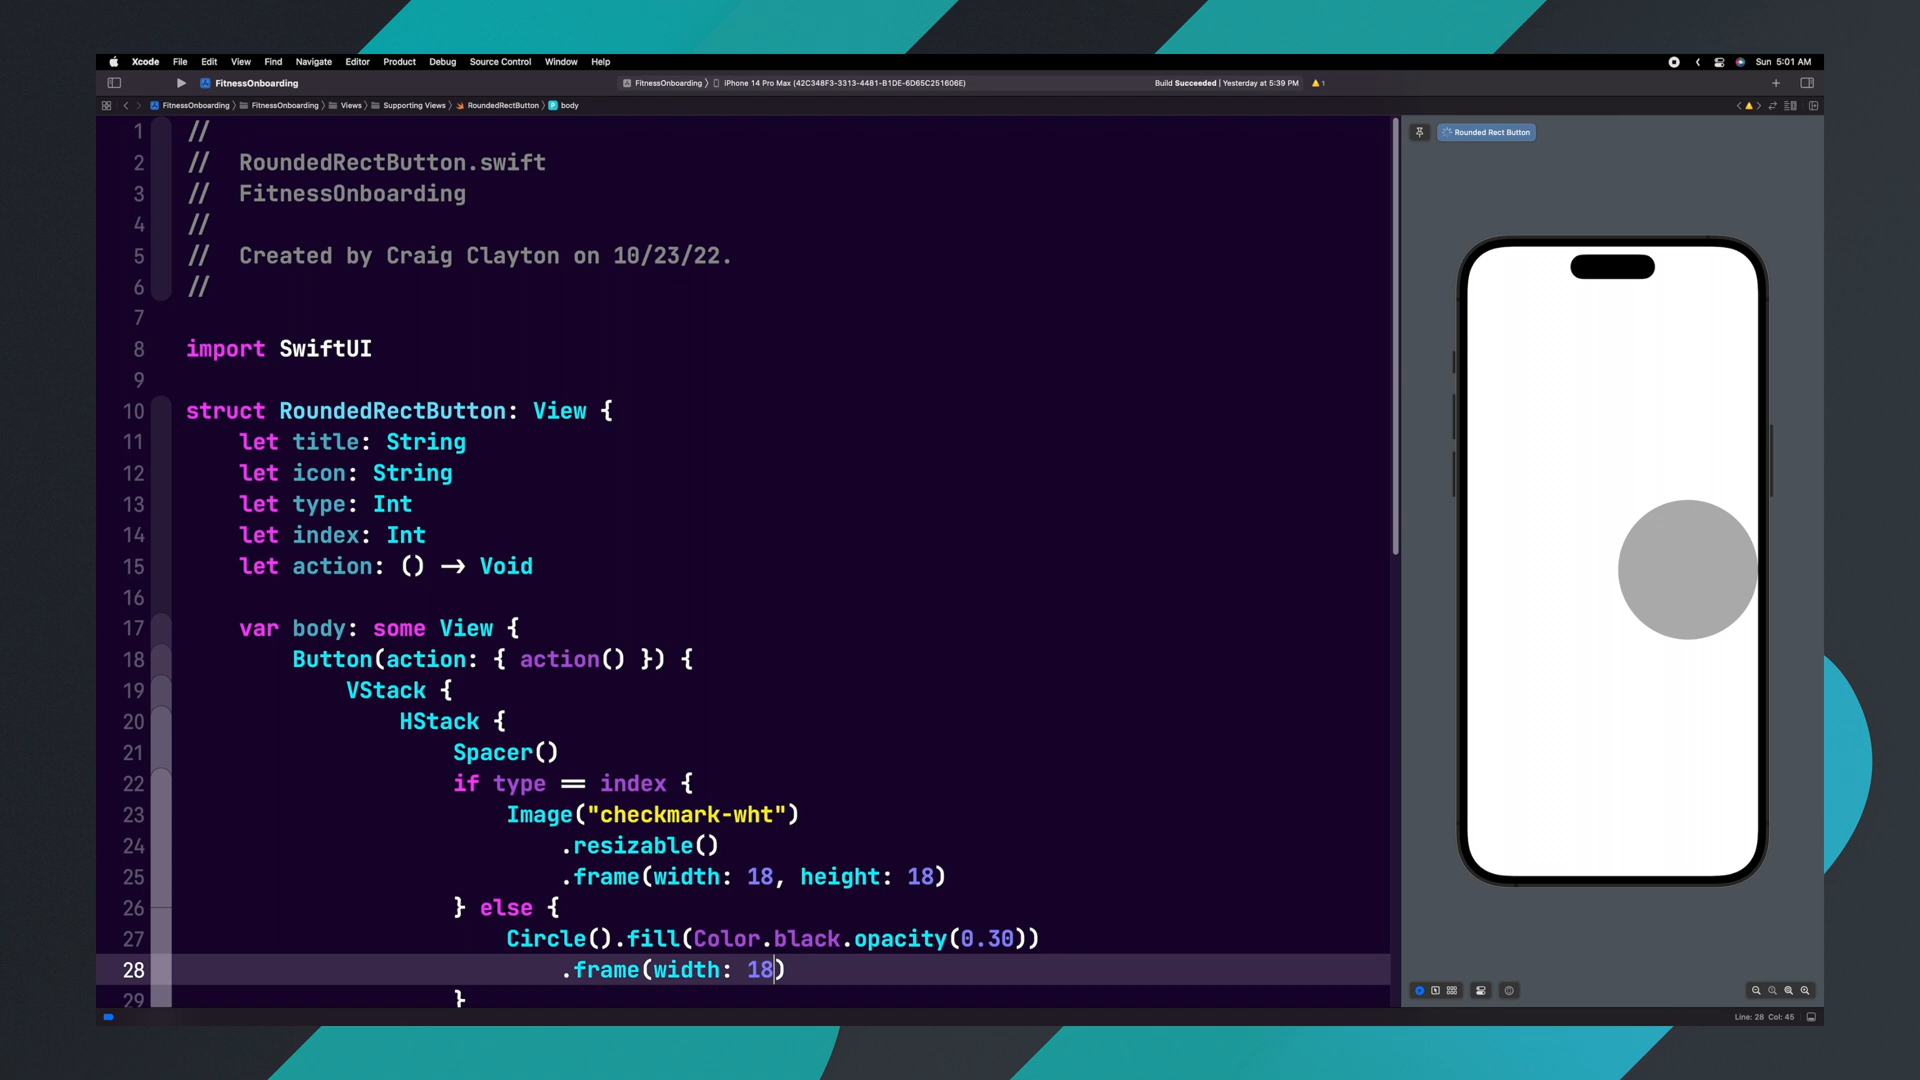 Xcode File Edit View Find Navigate Editor Product Debug Source Control Window Help
Sun 5:01 AM
FitnessOnboarding
FitnessOnboarding 〉 iPhone 14 Pro Max (42C348F3-3313-4481-B1DE-6D65C251606E)
Build Succeeded | Yesterday at 5:39 PM
1
FitnessOnboarding 〉 FitnessOnboarding 〉 Views 〉 Supporting Views 〉 RoundedRectButton 〉 body
Rounded Rect Button
1 //
2 // RoundedRectButton.swift
3 // FitnessOnboarding
4 //
5 // Created by Craig Clayton on 10/23/22.
6 //
7
8 import SwiftUI
9
10 struct RoundedRectButton: View {
11 let title: String
12 let icon: String
13 let type: Int
14 let index: Int
15 let action: () -> Void
16
17 var body: some View {
18 Button(action: { action() }) {
19 VStack {
20 HStack {
21 Spacer()
22 if type == index {
23 Image("checkmark-wht")
24 .resizable()
25 .frame(width: 18, height: 18)
26 } else {
27 Circle().fill(Color.black.opacity(0.30))
28 .frame(width: 18)
29 }
Line: 28 Col: 45